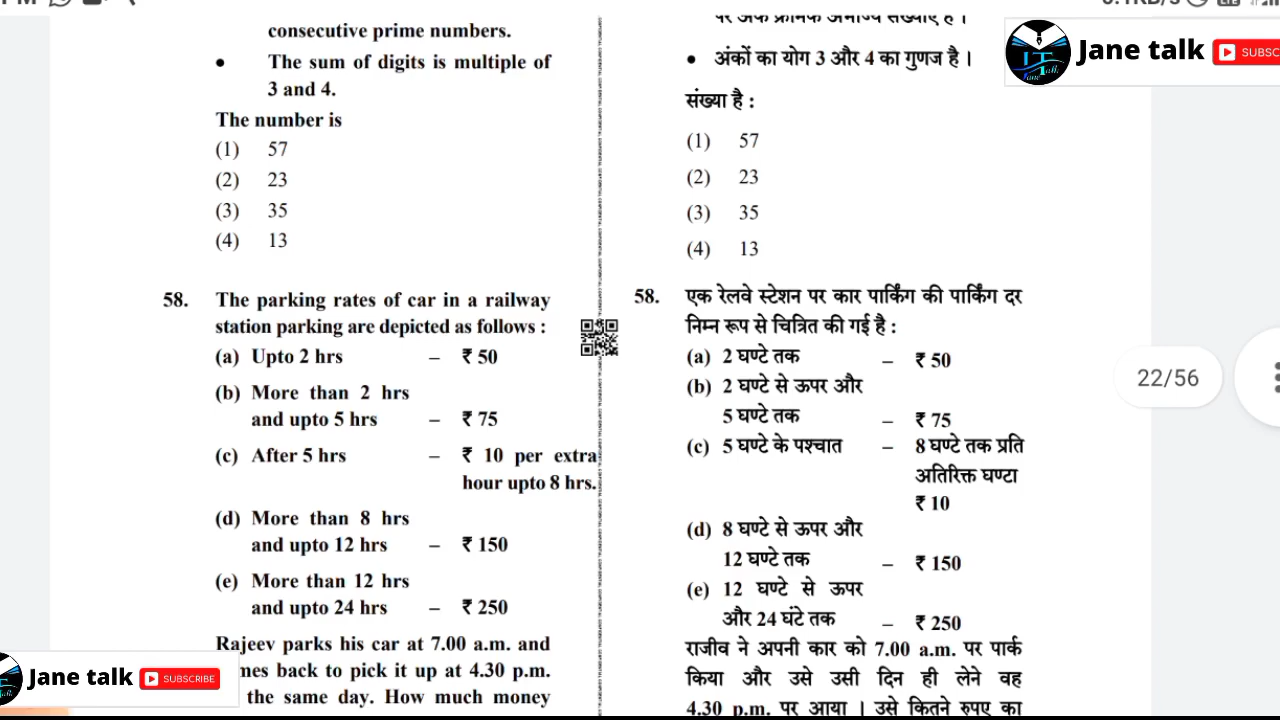 consecutive prime numbers.
• The sum of digits is multiple of
3 and 4.
The number is
(1) 57
(2) 23
(3) 35
(4) 13
58. The parking rates of car in a railway
station parking are depicted as follows :
(a) Upto 2 hrs – ₹ 50
(b) More than 2 hrs
and upto 5 hrs – ₹ 75
(c) After 5 hrs – ₹ 10 per extra
hour upto 8 hrs.
(d) More than 8 hrs
and upto 12 hrs – ₹ 150
(e) More than 12 hrs
and upto 24 hrs – ₹ 250
Rajeev parks his car at 7.00 a.m. and
mes back to pick it up at 4.30 p.m.
the same day. How much money
• अंकों का योग 3 और 4 का गुणज है ।
संख्या है :
(1) 57
(2) 23
(3) 35
(4) 13
58. एक रेलवे स्टेशन पर कार पार्किंग की पार्किंग दर
निम्न रूप से चित्रित की गई है :
(a) 2 घण्टे तक – ₹ 50
(b) 2 घण्टे से ऊपर और
5 घण्टे तक – ₹ 75
(c) 5 घण्टे के पश्चात – 8 घण्टे तक प्रति
अतिरिक्त घण्टा
₹ 10
(d) 8 घण्टे से ऊपर और
12 घण्टे तक – ₹ 150
(e) 12 घण्टे से ऊपर
और 24 घंटे तक – ₹ 250
राजीव ने अपनी कार को 7.00 a.m. पर पार्क
किया और उसे उसी दिन ही लेने वह
4.30 p.m. पर आया । उसे कितने रुपए का
Jane talk
SUBSC
22/56
Jane talk
SUBSCRIBE